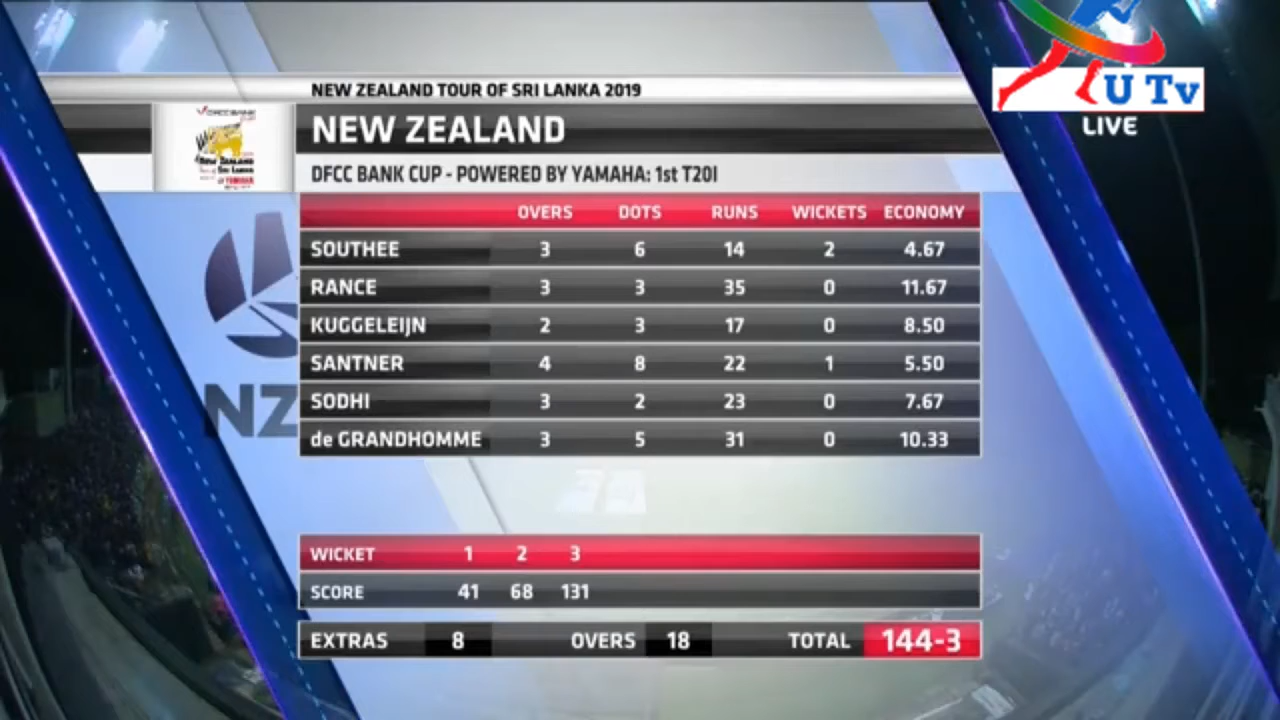 U Tv
LIVE
NEW ZEALAND TOUR OF SRI LANKA 2019
NEW ZEALAND
DFCC BANK CUP - POWERED BY YAMAHA: 1st T20I
OVERS DOTS RUNS WICKETS ECONOMY
SOUTHEE 3 6 14 2 4.67
RANCE 3 3 35 0 11.67
KUGGELEIJN 2 3 17 0 8.50
SANTNER 4 8 22 1 5.50
SODHI 3 2 23 0 7.67
de GRANDHOMME 3 5 31 0 10.33
NZ
WICKET 1 2 3
SCORE 41 68 131
EXTRAS 8 OVERS 18 TOTAL 144-3